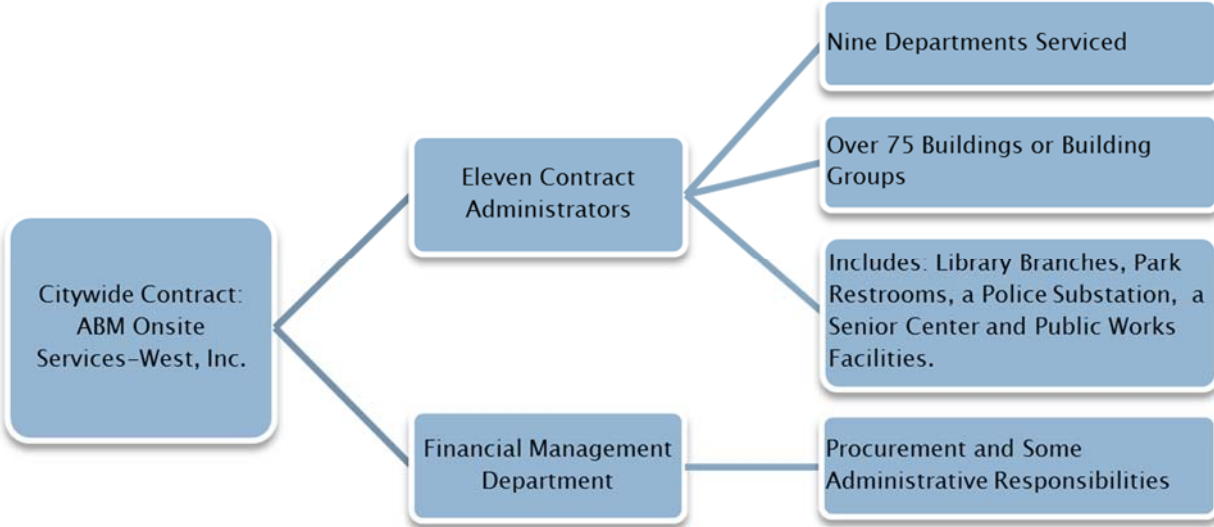 Citywide Contract:
ABM Onsite
Services-West, Inc.
Eleven Contract
Administrators
Financial Management
Department
Nine Departments Serviced
Over 75 Buildings or Building
Groups
Includes: Library Branches, Park
Restrooms, a Police Substation,  a
Senior Center and Public Works
Facilities.
Procurement and Some
Administrative Responsibilities